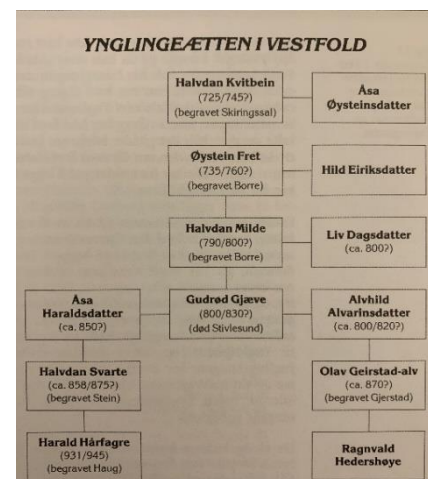 YNGLINGEÆTTEN I VESTFOLD
Halvdan Kvitbein
(725/745?)
(begravet Skiringssal)
Åsa
Øysteinsdatter
Øystein Fret
(735/760?)
(begravet Borre)
Hild Eiriksdatter
Halvdan Milde
(790/800?)
(begravet Borre)
Liv Dagsdatter
(ca. 800?)
Åsa
Haraldsdatter
(ca. 850?)
Gudrød Gjæve
(800/830?)
(død Stivlesund)
Alvhild
Alvarinsdatter
(ca. 800/820?)
Halvdan Svarte
(ca. 858/875?)
(begravet Stein)
Olav Geirstad-alv
(ca. 870?)
(begravet Gjerstad)
Harald Hårfagre
(931/945)
(begravet Haug)
Ragnvald
Hedershøye